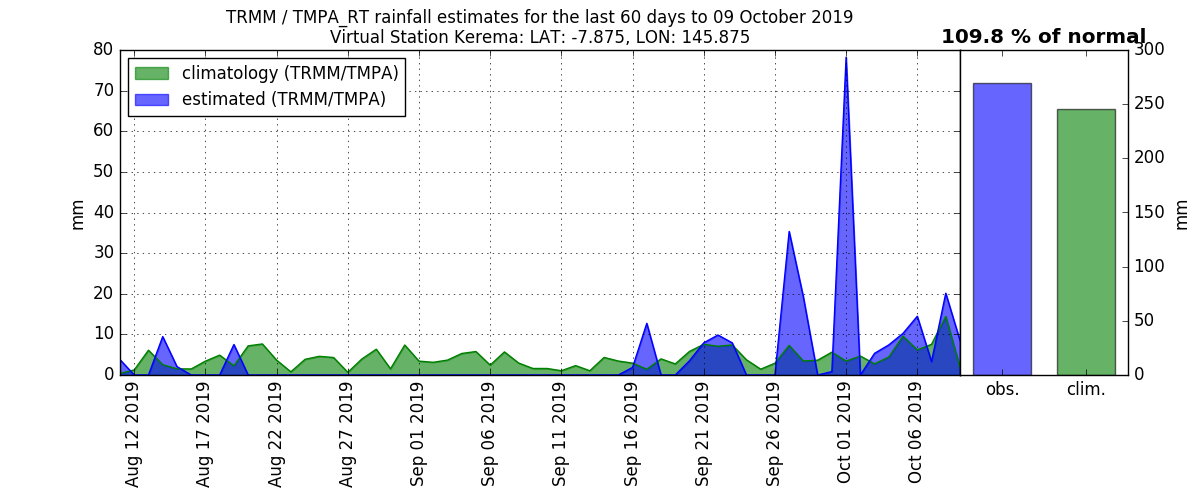 TRMM / TMPA_RT rainfall estimates for the last 60 days to 09 October 2019
Virtual Station Kerema: LAT: -7.875, LON: 145.875
109.8 % of normal
climatology (TRMM/TMPA)
estimated (TRMM/TMPA)
mm
80
70
60
50
40
30
20
10
0
Aug 12 2019
Aug 17 2019
Aug 22 2019
Aug 27 2019
Sep 01 2019
Sep 06 2019
Sep 11 2019
Sep 16 2019
Sep 21 2019
Sep 26 2019
Oct 01 2019
Oct 06 2019
obs.
clim.
300
250
200
150
100
50
0
mm